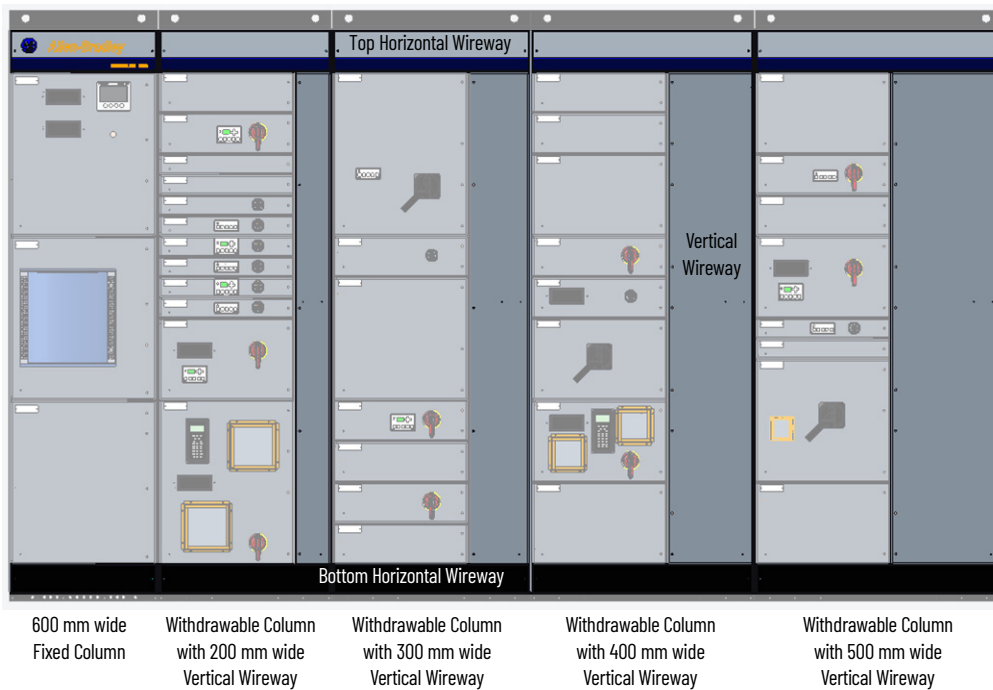 Allen-Bradley
Top Horizontal Wireway
Vertical
Wireway
Bottom Horizontal Wireway
600 mm wide
Fixed Column
Withdrawable Column
with 200 mm wide
Vertical Wireway
Withdrawable Column
with 300 mm wide
Vertical Wireway
Withdrawable Column
with 400 mm wide
Vertical Wireway
Withdrawable Column
with 500 mm wide
Vertical Wireway